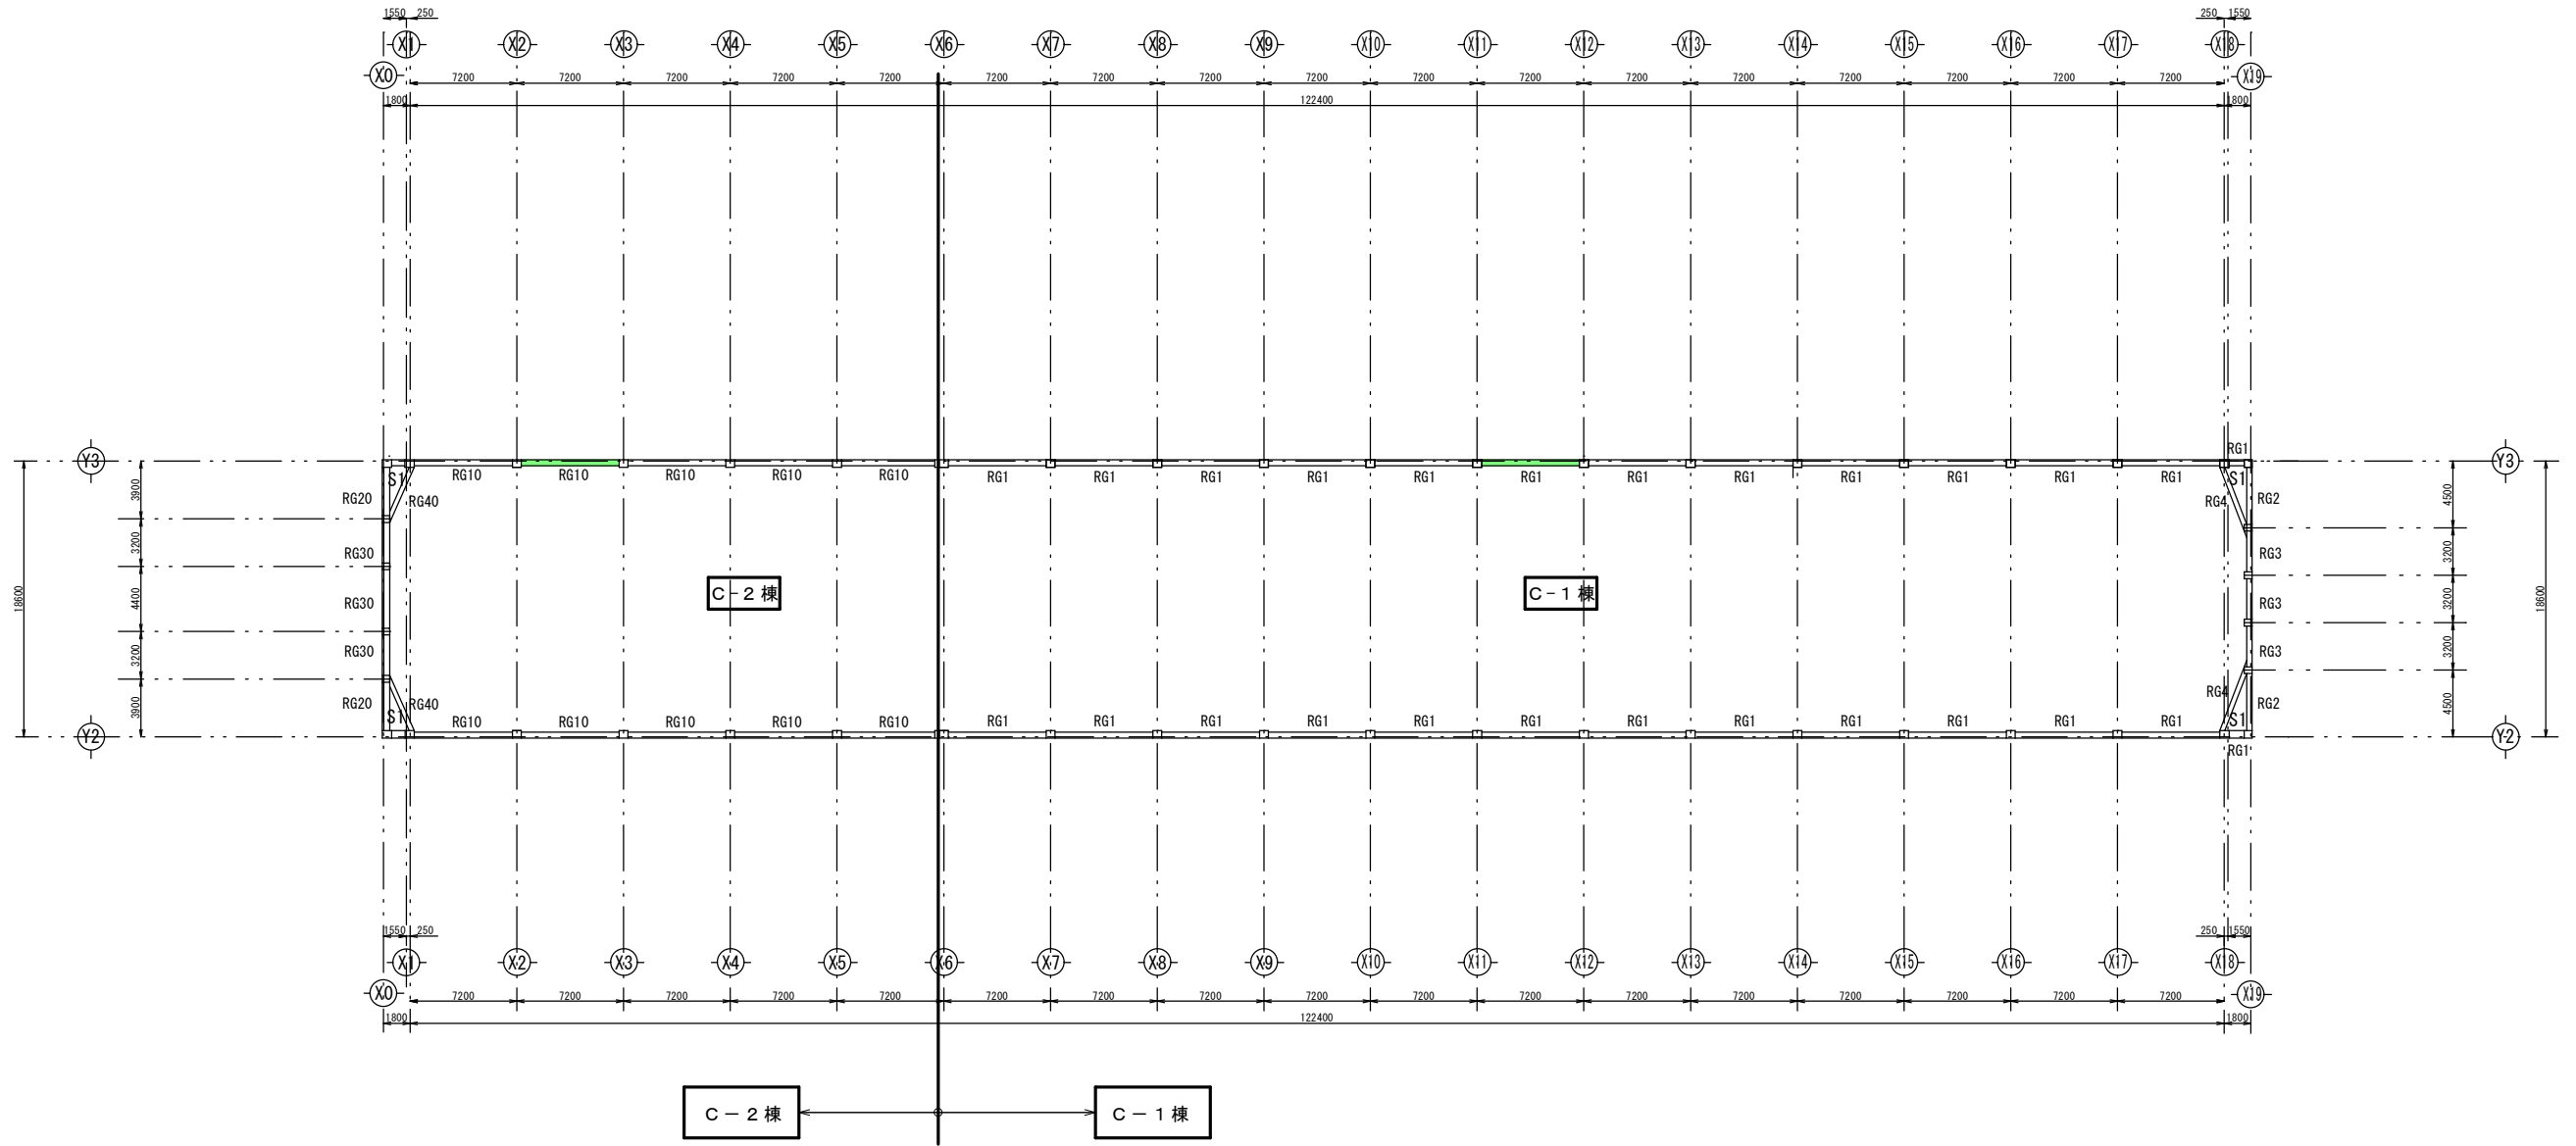 1550 250 250 1550
X1 X2 X3 X4 X5 X6 X7 X8 X9 X10 X11 X12 X13 X14 X15 X16 X17 X18
X0 7200 7200 7200 7200 7200 7200 7200 7200 7200 7200 7200 7200 7200 7200 7200 7200 7200 X19
1800 122400 1800
RG1
Y3 Y3
RG10 RG10 RG10 RG10 RG10 RG1 RG1 RG1 RG1 RG1 RG1 RG1 RG1 RG1 RG1 RG1 RG1
S1 S1
3900 RG20 RG40 RG4 RG2 4500
3200 RG30 RG3 3200
18600 4400 RG30 C-2 棟 C-1 棟 RG3 3200 18600
3200 RG30 RG3 3200
3900 RG20 RG40 RG4 RG2 4500
S1 S1
RG10 RG10 RG10 RG10 RG10 RG1 RG1 RG1 RG1 RG1 RG1 RG1 RG1 RG1 RG1 RG1 RG1
Y2 Y2
RG1
1550 250 250 1550
X1 X2 X3 X4 X5 X6 X7 X8 X9 X10 X11 X12 X13 X14 X15 X16 X17 X18
X0 7200 7200 7200 7200 7200 7200 7200 7200 7200 7200 7200 7200 7200 7200 7200 7200 7200 X19
1800 122400 1800
C－2 棟 C－1 棟